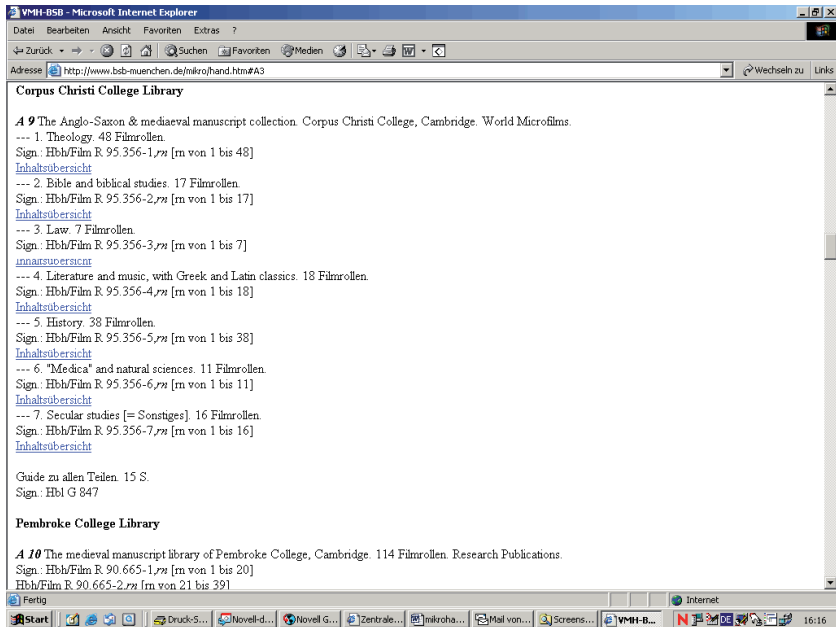 VMH-BSB - Microsoft Internet Explorer
Datei Bearbeiten Ansicht Favoriten Extras ?
Zurück Suchen Favoriten Medien
Adresse http://www.bsb-muenchen.de/mikro/hand.htm#A3 Wechseln zu Links
Corpus Christi College Library
A 9 The Anglo-Saxon & mediaeval manuscript collection. Corpus Christi College, Cambridge. World Microfilms.
--- 1. Theology. 48 Filmrollen.
Sign.: Hbh/Film R 95.356-1,rn [rn von 1 bis 48]
Inhaltsübersicht
--- 2. Bible and biblical studies. 17 Filmrollen.
Sign.: Hbh/Film R 95.356-2,rn [rn von 1 bis 17]
Inhaltsübersicht
--- 3. Law. 7 Filmrollen.
Sign.: Hbh/Film R 95.356-3,rn [rn von 1 bis 7]
Inhaltsübersicht
--- 4. Literature and music, with Greek and Latin classics. 18 Filmrollen.
Sign.: Hbh/Film R 95.356-4,rn [rn von 1 bis 18]
Inhaltsübersicht
--- 5. History. 38 Filmrollen.
Sign.: Hbh/Film R 95.356-5,rn [rn von 1 bis 38]
Inhaltsübersicht
--- 6. "Medica" and natural sciences. 11 Filmrollen.
Sign.: Hbh/Film R 95.356-6,rn [rn von 1 bis 11]
Inhaltsübersicht
--- 7. Secular studies [= Sonstiges]. 16 Filmrollen.
Sign.: Hbh/Film R 95.356-7,rn [rn von 1 bis 16]
Inhaltsübersicht
Guide zu allen Teilen. 15 S.
Sign.: Hbl G 847
Pembroke College Library
A 10 The medieval manuscript library of Pembroke College, Cambridge. 114 Filmrollen. Research Publications.
Sign.: Hbh/Film R 90.665-1,rn [rn von 1 bis 20]
Hbh/Film R 90.665-2,rn [rn von 21 bis 39]
Fertig Internet
Start Druck-S... Novell-d... Novell G... Zentrale... mikroha... Mail von... Screens... VMH-B... DE 16:16